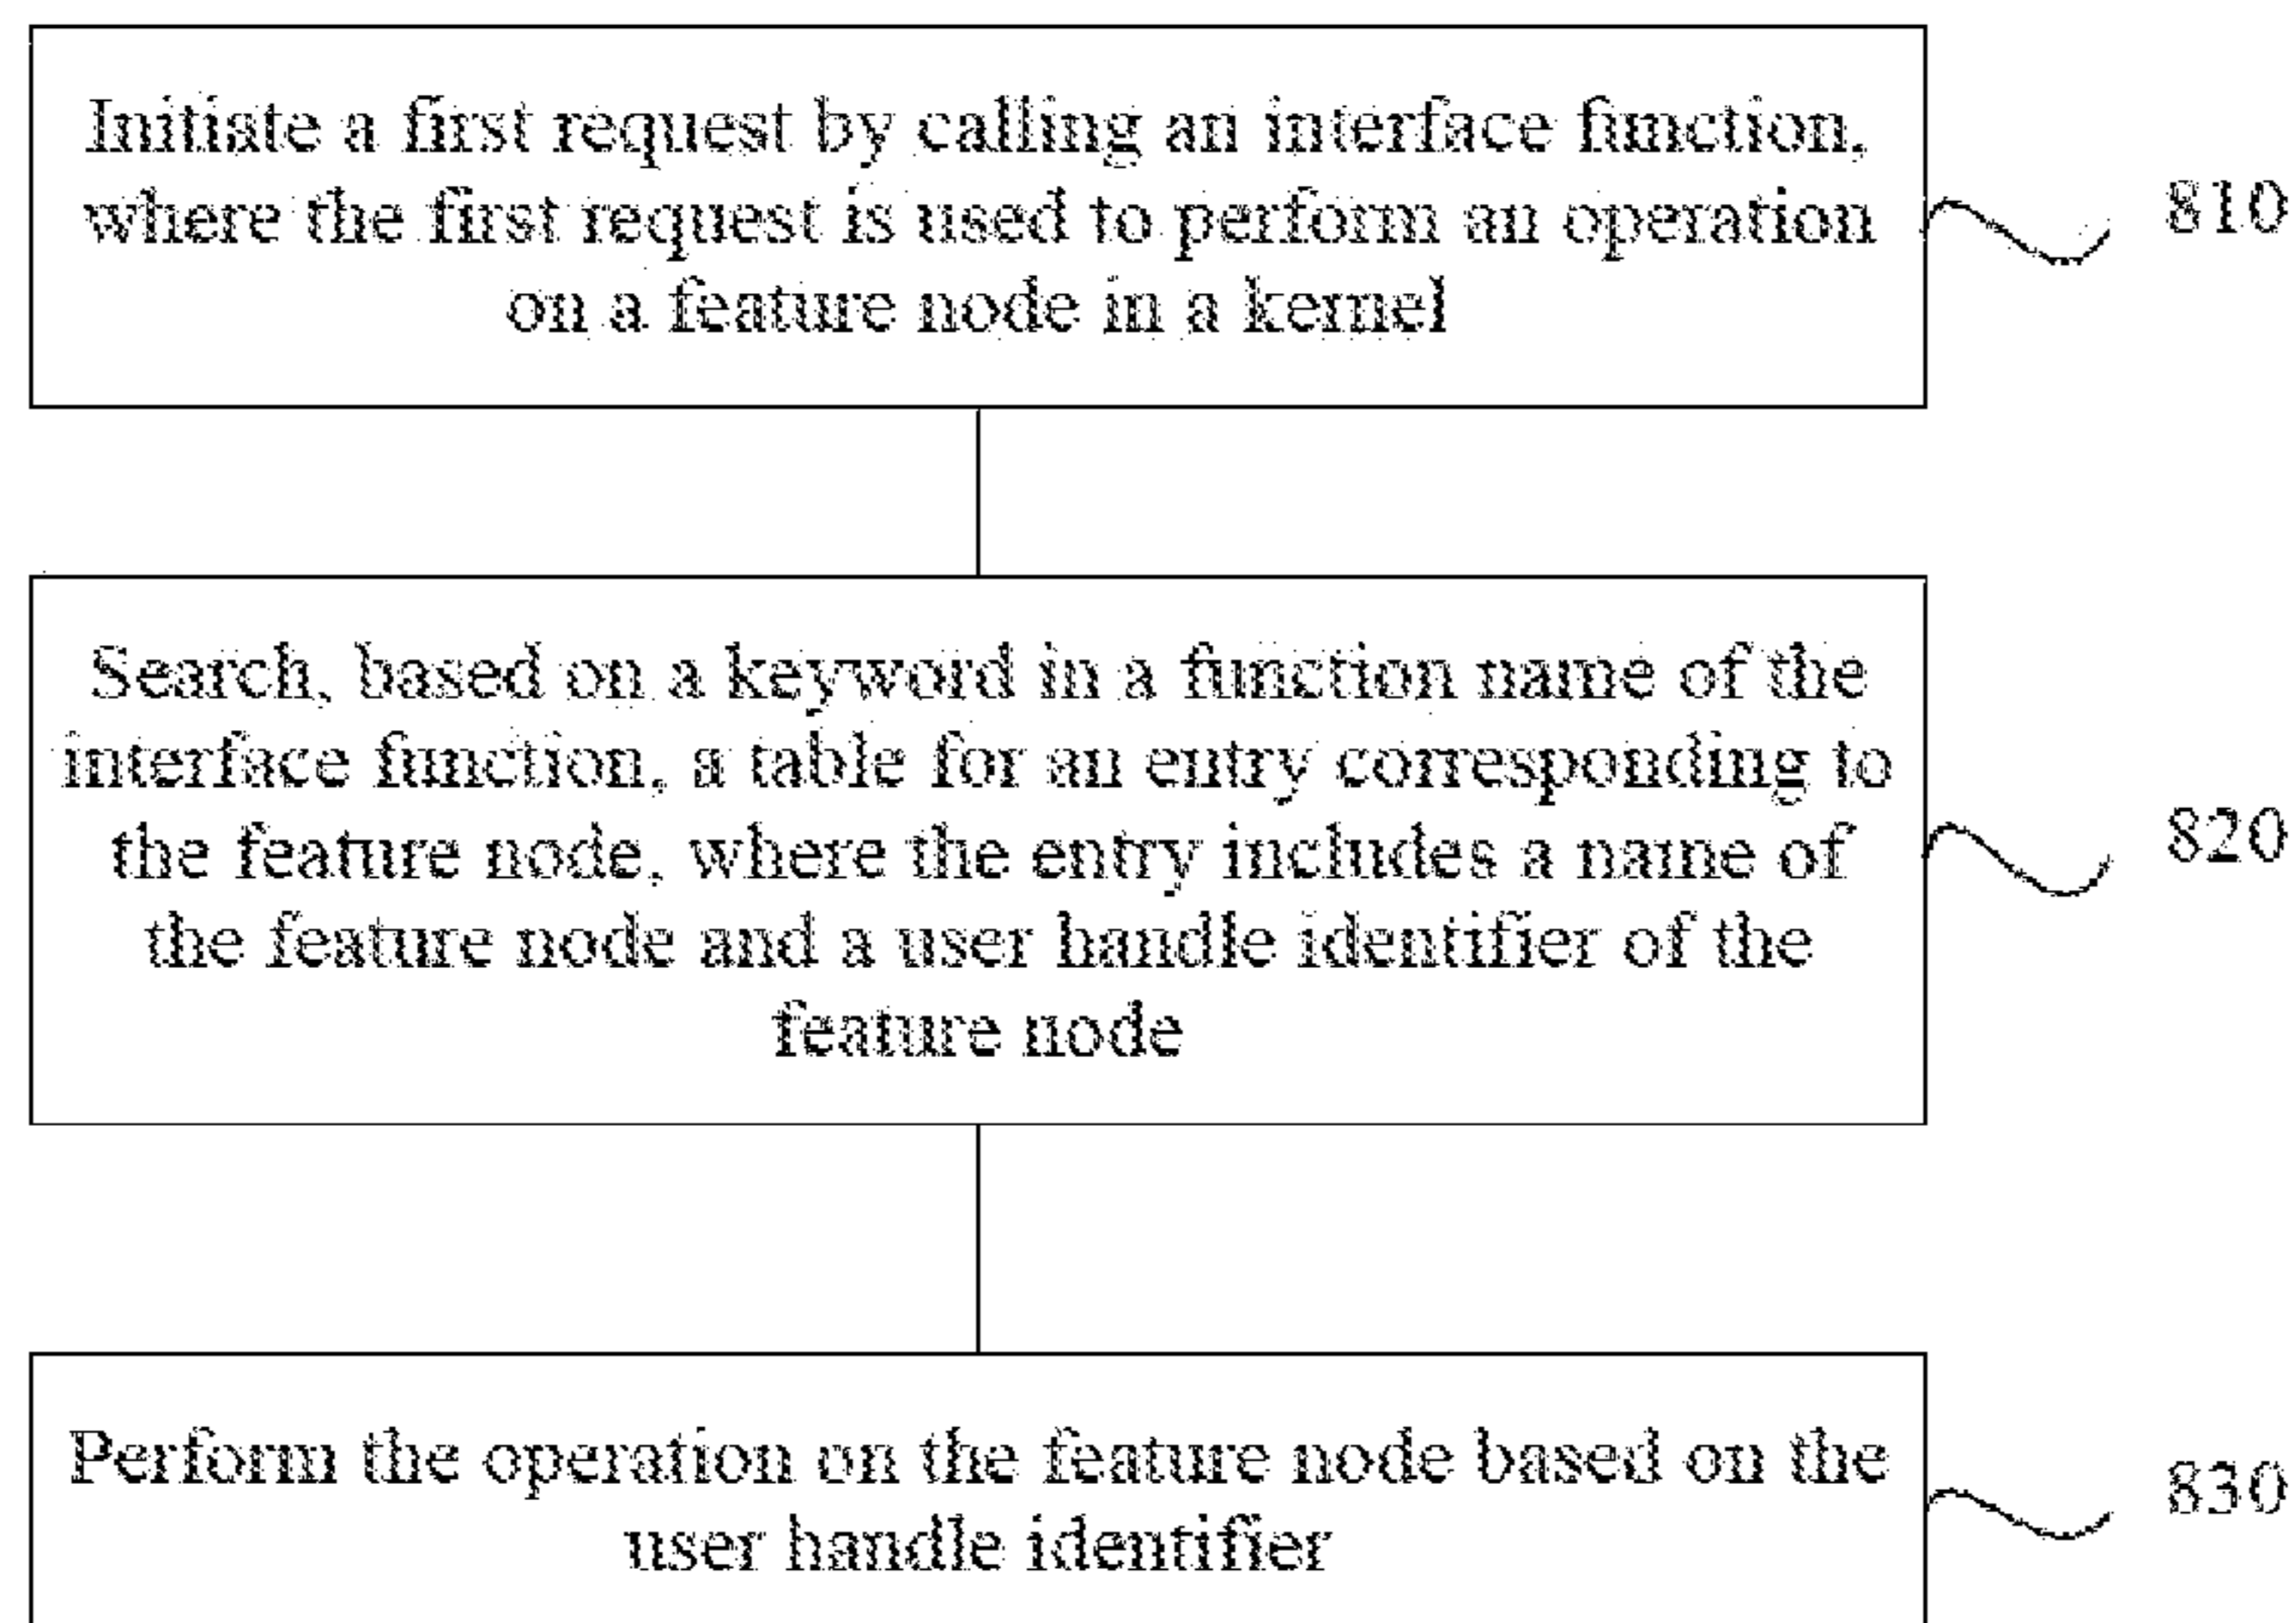 Initiate a first request by calling an interface function,
where the first request is used to perform an operation
on a feature node in a kernel
810
Search, based on a keyword in a function name of the
interface function, a table for an entry corresponding to
the feature node, where the entry includes a name of
the feature node and a user handle identifier of the
feature node
820
Perform the operation on the feature node based on the
user handle identifier
830